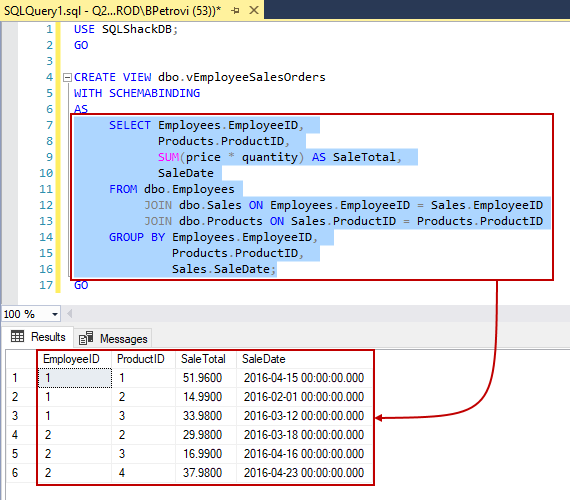 SQLQuery1.sql - Q2...ROD\BPetrovi (53))*
1 USE SQLShackDB;
2 GO
3
4 CREATE VIEW dbo.vEmployeeSalesOrders
5 WITH SCHEMABINDING
6 AS
7 SELECT Employees.EmployeeID,
8 Products.ProductID,
9 SUM(price * quantity) AS SaleTotal,
10 SaleDate
11 FROM dbo.Employees
12 JOIN dbo.Sales ON Employees.EmployeeID = Sales.EmployeeID
13 JOIN dbo.Products ON Sales.ProductID = Products.ProductID
14 GROUP BY Employees.EmployeeID,
15 Products.ProductID,
16 Sales.SaleDate;
17 GO
100 %
Results Messages
EmployeeID ProductID SaleTotal SaleDate
1 1 1 51.9600 2016-04-15 00:00:00.000
2 1 2 14.9900 2016-02-01 00:00:00.000
3 1 3 33.9800 2016-03-12 00:00:00.000
4 2 2 29.9800 2016-03-18 00:00:00.000
5 2 3 16.9900 2016-04-16 00:00:00.000
6 2 4 37.9800 2016-04-23 00:00:00.000